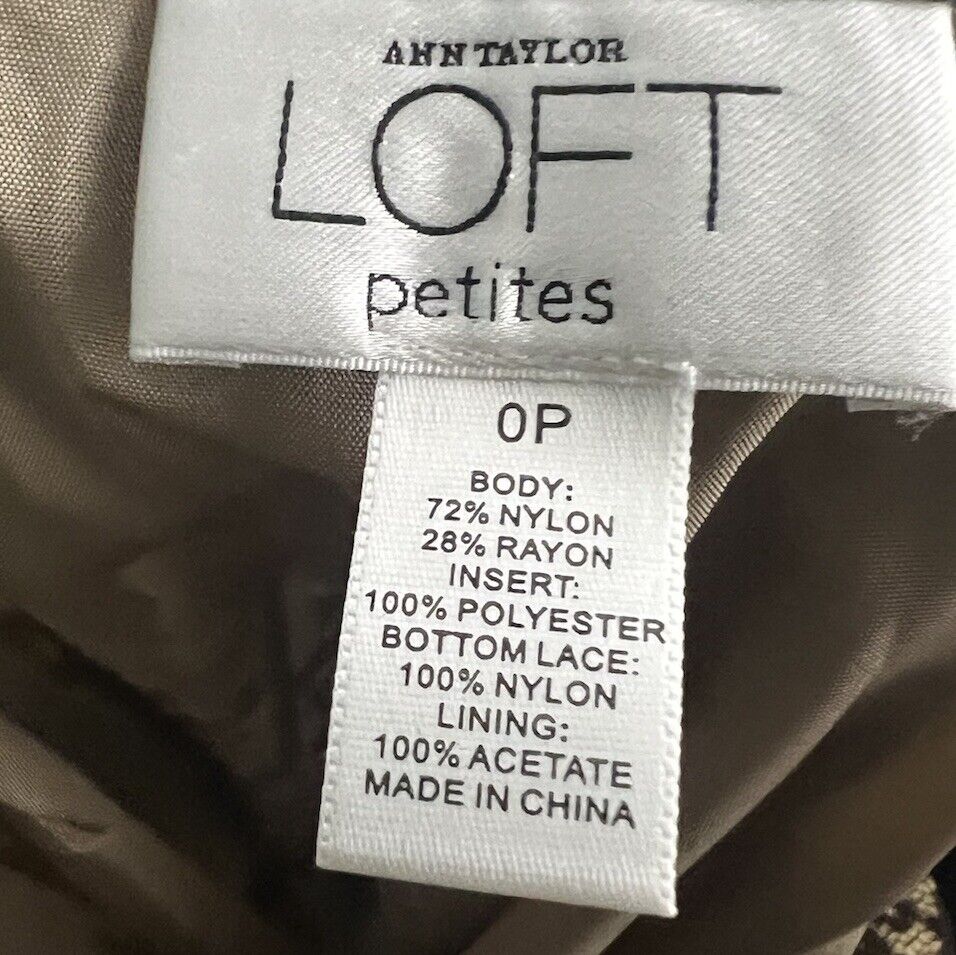 ANN TAYLOR
LOFT
petites
0P
BODY:
72% NYLON
28% RAYON
INSERT:
100% POLYESTER
BOTTOM LACE:
100% NYLON
LINING:
100% ACETATE
MADE IN CHINA